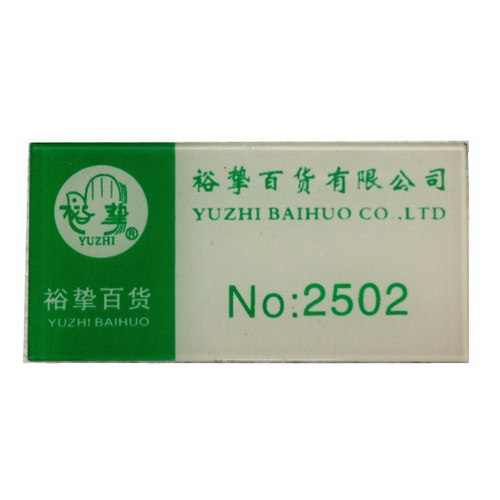 裕挚
YUZHI
®
裕挚百货
YUZHI BAIHUO
裕挚百货有限公司
YUZHI BAIHUO CO.,LTD
No:2502